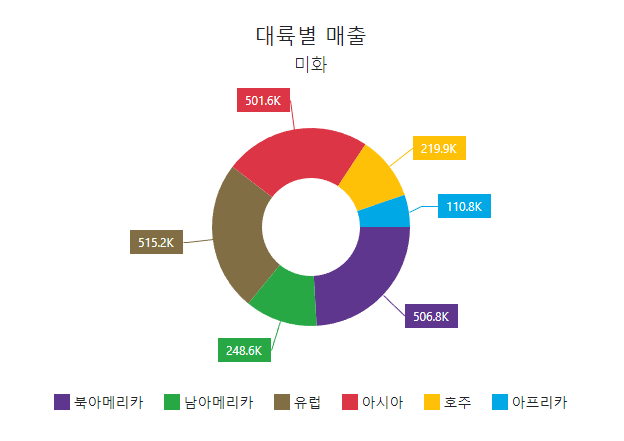 대륙별 매출
미화
501.6K
219.9K
110.8K
515.2K
506.8K
248.6K
북아메리카 남아메리카 유럽 아시아 호주 아프리카